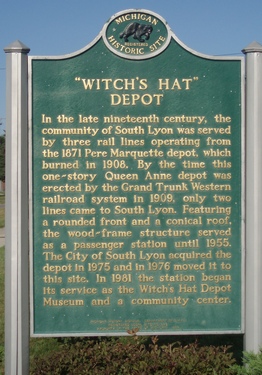 MICHIGAN
REGISTERED
HISTORIC SITE
"WITCH'S HAT"
DEPOT
In the late nineteenth century, the
community of South Lyon was served
by three rail lines operating from
the 1871 Pere Marquette depot, which
burned in 1908. By the time this
one-story Queen Anne depot was
erected by the Grand Trunk Western
railroad system in 1909, only two
lines came to South Lyon. Featuring
a rounded front and a conical roof,
the wood-frame structure served
as a passenger station until 1955.
The City of South Lyon acquired the
depot in 1975 and in 1976 moved it to
this site. In 1981 the station began
its service as the Witch's Hat Depot
Museum and a community center.